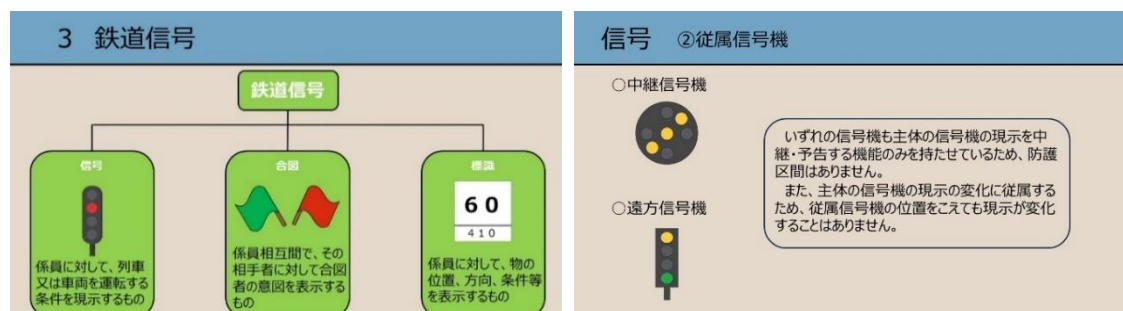 3 鉄道信号
鉄道信号
信号
係員に対して、列車
又は車両を運転する
条件を現示するもの
合図
係員相互間で、その
相手者に対して合図
者の意図を表示する
もの
標識
60
410
係員に対して、物の
位置、方向、条件等
を表示するもの
信号 ②従属信号機
○中継信号機
○遠方信号機
いずれの信号機も主体の信号機の現示を中
継・予告する機能のみを持たせているため、防護
区間はありません。
また、主体の信号機の現示の変化に従属する
ため、従属信号機の位置をこえても現示が変化
することはありません。